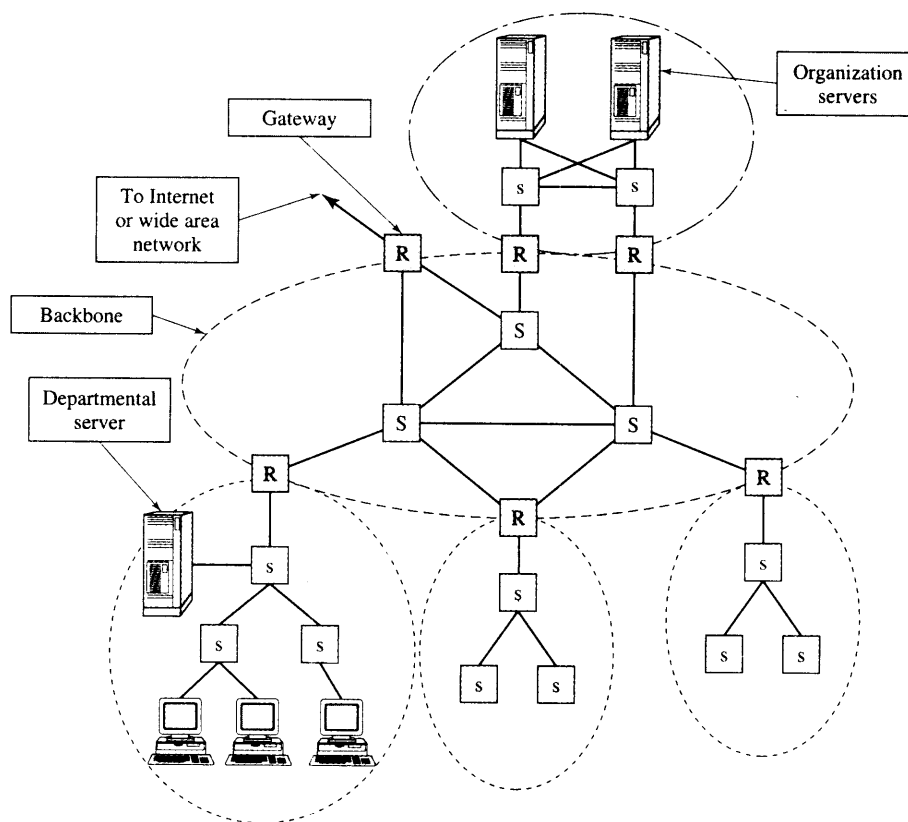 Organization
servers
Gateway
s
s
To Internet
or wide area
network
R
R
R
Backbone
S
Departmental
server
S
S
R
R
R
s
s
s
s
s
s
s
s
s